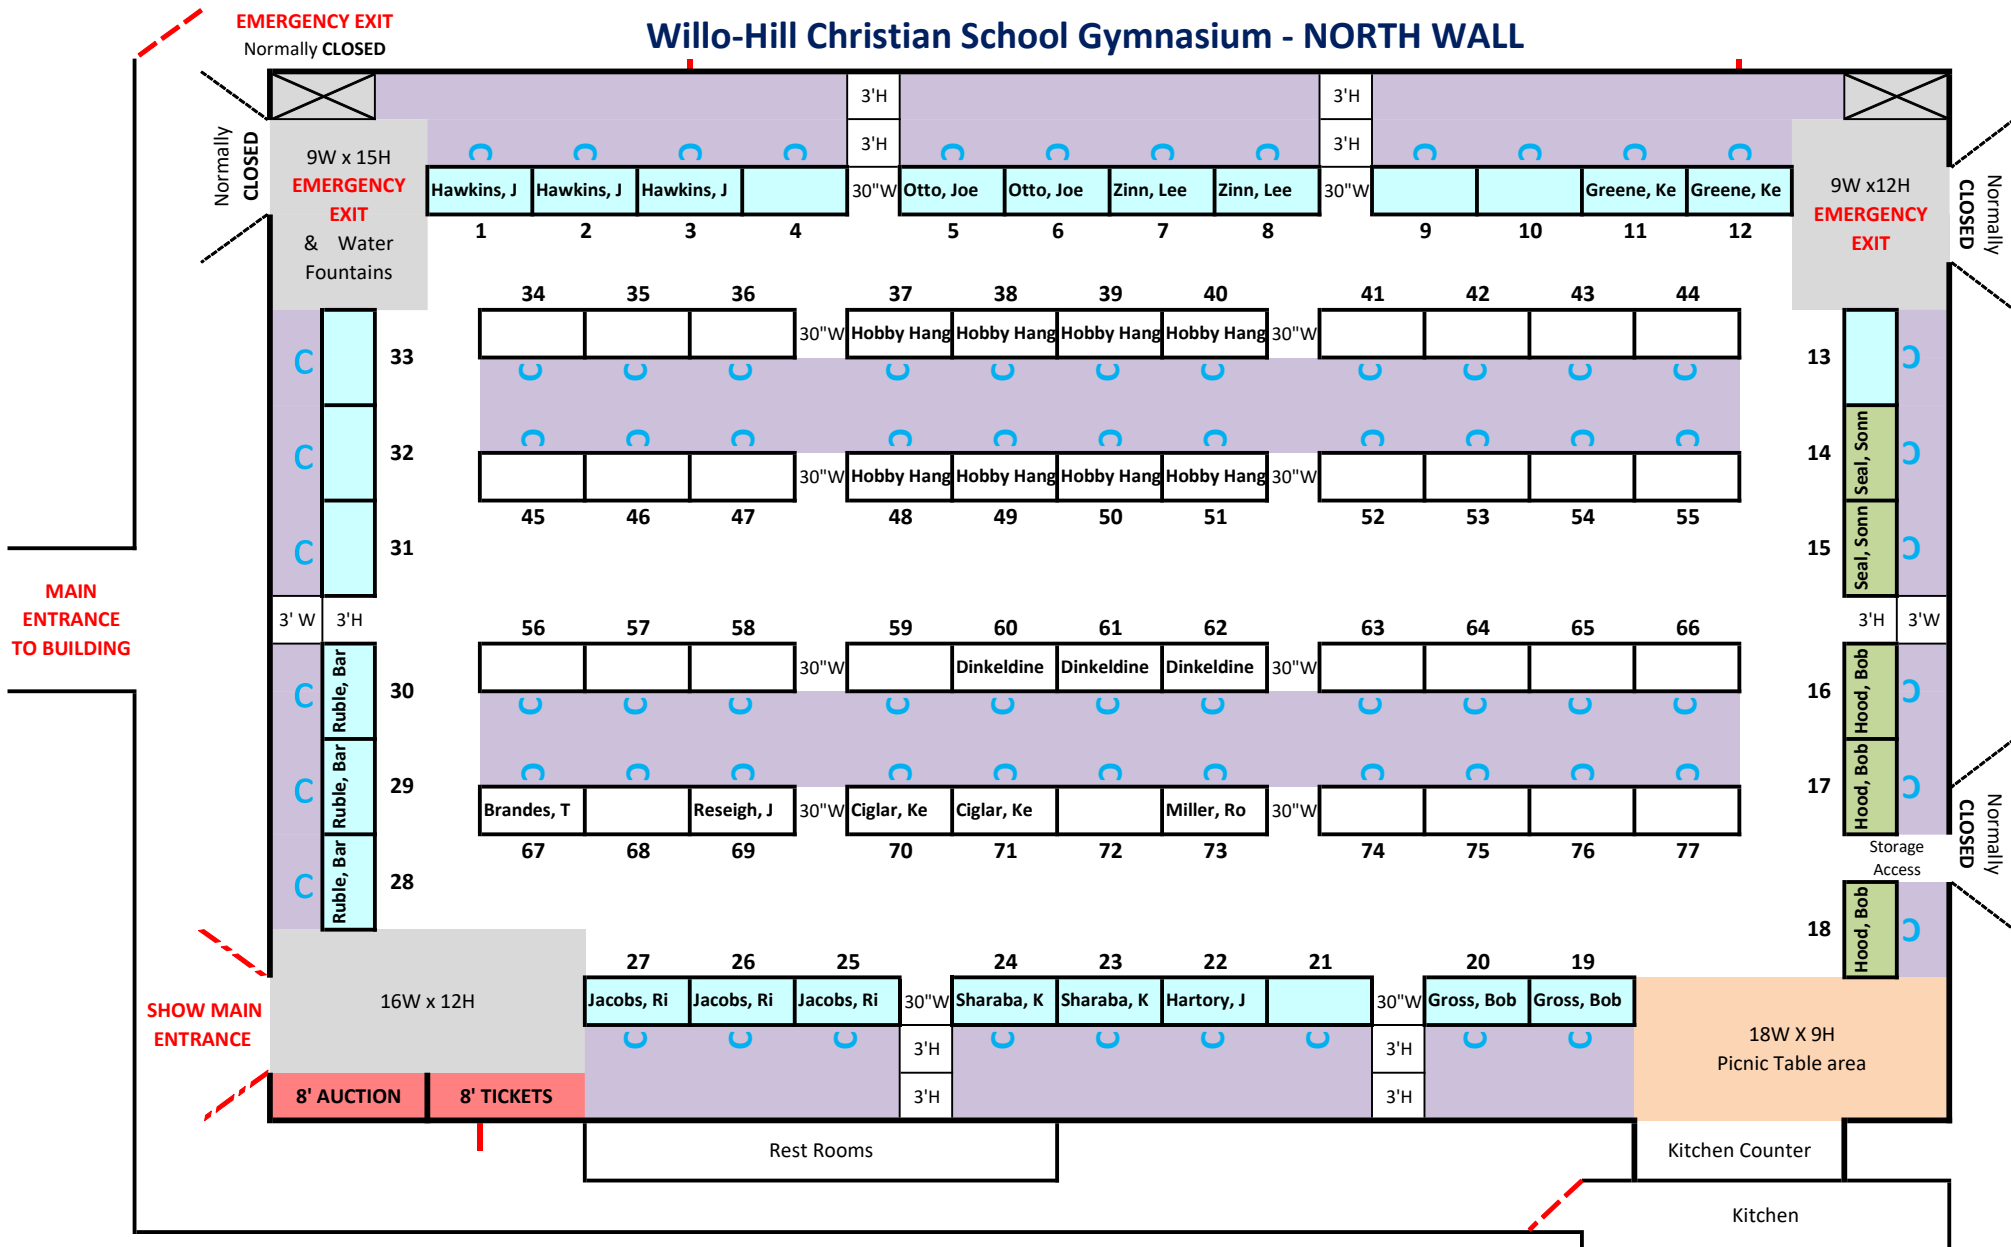 EMERGENCY EXIT
Normally CLOSED
Willo-Hill Christian School Gymnasium - NORTH WALL
3'H 3'H
3'H 3'H
C C C C C C C C C C C C
Normally
CLOSED
9W x 15H
EMERGENCY
EXIT
& Water
Fountains
Hawkins, J Hawkins, J Hawkins, J 30"W Otto, Joe Otto, Joe Zinn, Lee Zinn, Lee 30"W Greene, Ke Greene, Ke
1 2 3 4 5 6 7 8 9 10 11 12
9W x12H
EMERGENCY
EXIT
Normally
CLOSED
34 35 36 37 38 39 40 41 42 43 44
30"W Hobby Hang Hobby Hang Hobby Hang Hobby Hang 30"W
C C C C C C C C C C C
C C C C C C C C C C C
30"W Hobby Hang Hobby Hang Hobby Hang Hobby Hang 30"W
45 46 47 48 49 50 51 52 53 54 55
C 33
C 32
C 31
13 C
14 Seal, Sonn C
15 Seal, Sonn C
MAIN
ENTRANCE
TO BUILDING
3' W 3'H
3'H 3'W
56 57 58 59 60 61 62 63 64 65 66
30"W Dinkeldine Dinkeldine Dinkeldine 30"W
C C C C C C C C C C C
C C C C C C C C C C C
Brandes, T Reseigh, J 30"W Ciglar, Ke Ciglar, Ke Miller, Ro 30"W
67 68 69 70 71 72 73 74 75 76 77
C Ruble, Bar 30
C Ruble, Bar 29
C Ruble, Bar 28
16 Hood, Bob C
17 Hood, Bob C
Storage
Access
Normally
CLOSED
18 Hood, Bob C
27 26 25 24 23 22 21 20 19
Jacobs, Ri Jacobs, Ri Jacobs, Ri 30"W Sharaba, K Sharaba, K Hartory, J 30"W Gross, Bob Gross, Bob
C C C C C C C C C
3'H 3'H
3'H 3'H
16W x 12H
SHOW MAIN
ENTRANCE
8' AUCTION 8' TICKETS
18W X 9H
Picnic Table area
Rest Rooms
Kitchen Counter
Kitchen